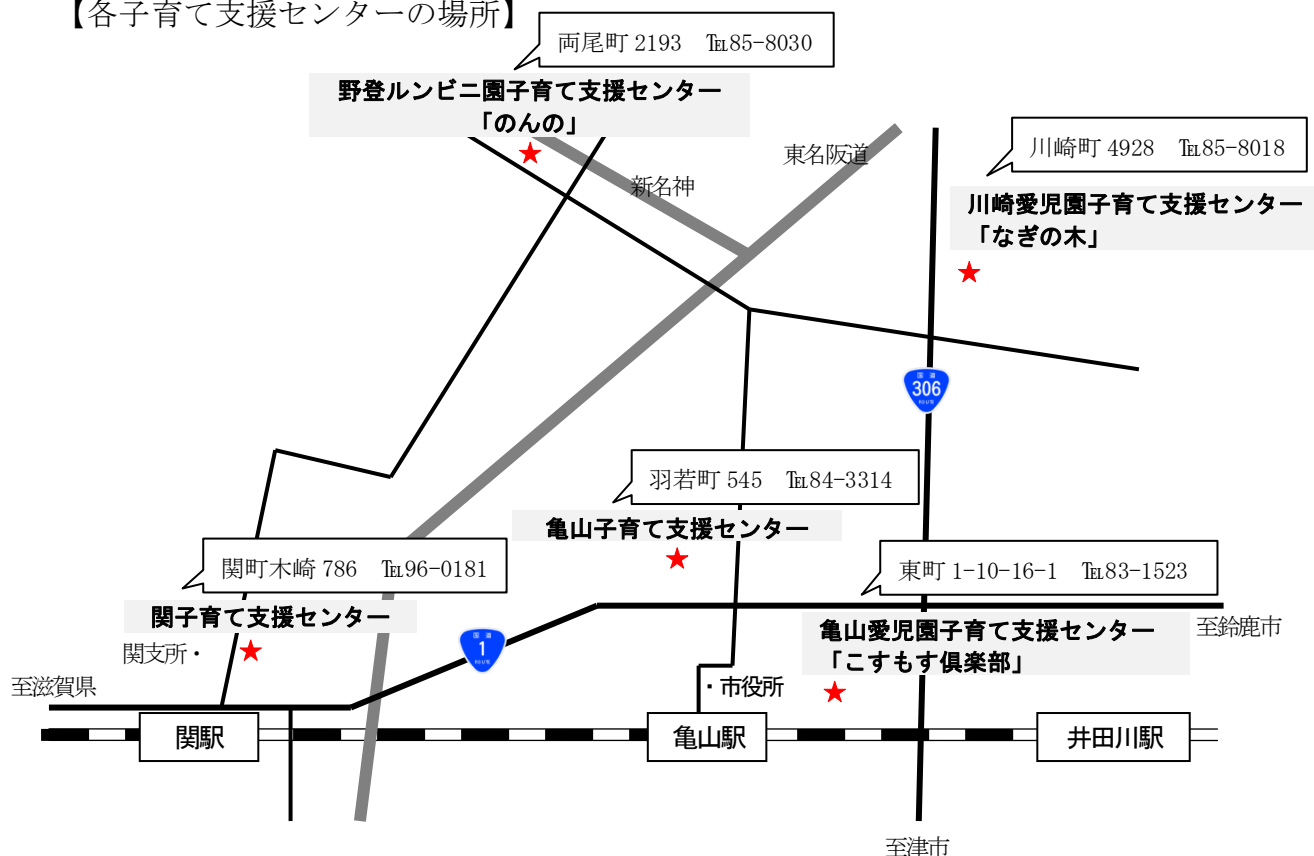 【各子育て支援センターの場所】
両尾町 2193　℡85-8030
野登ルンビニ園子育て支援センター
「のんの」
東名阪道
新名神
川崎町 4928　℡85-8018
川崎愛児園子育て支援センター
「なぎの木」
国道
306
ROUTE
羽若町 545　℡84-3314
亀山子育て支援センター
関町木崎 786　℡96-0181
関子育て支援センター
関支所・
東町 1-10-16-1　℡83-1523
亀山愛児園子育て支援センター
「こすもす倶楽部」
至鈴鹿市
国道
1
ROUTE
至滋賀県
・市役所
関駅
亀山駅
井田川駅
至津市